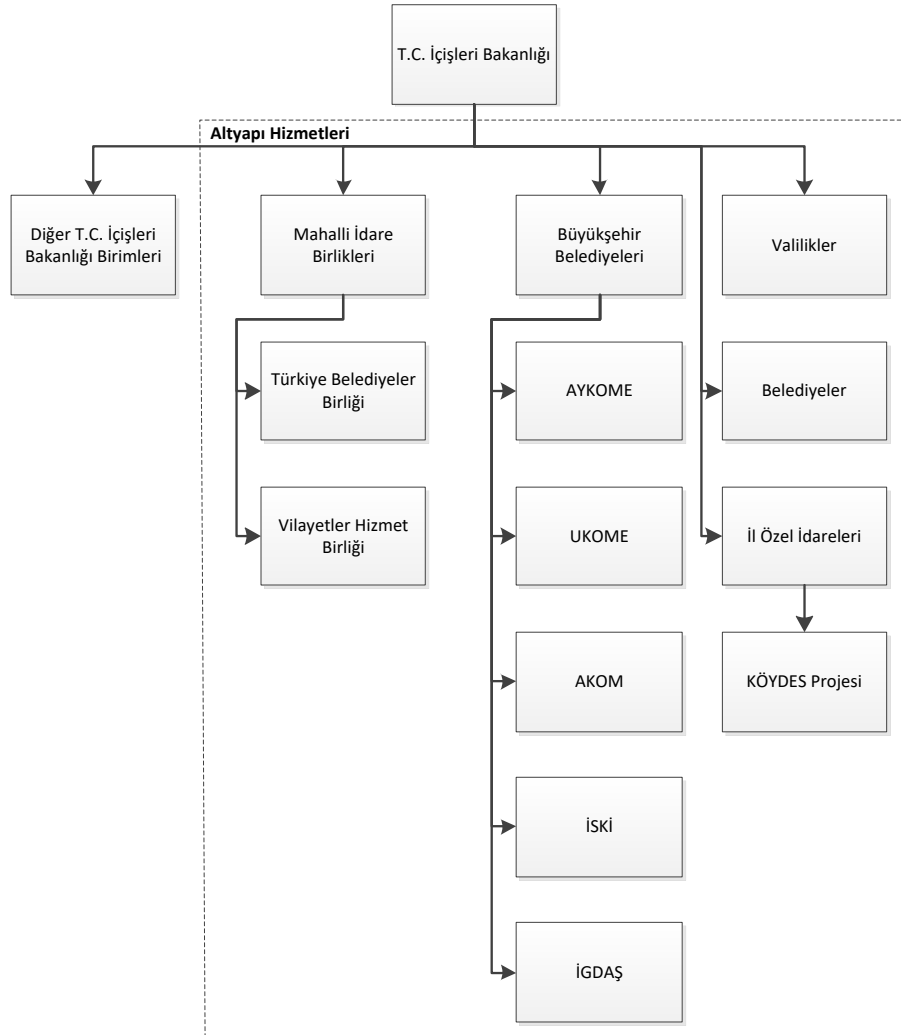 T.C. İçişleri Bakanlığı
Altyapı Hizmetleri
Diğer T.C. İçişleri
Bakanlığı Birimleri
Mahalli İdare
Birlikleri
Büyükşehir
Belediyeleri
Valilikler
Türkiye Belediyeler
Birliği
AYKOME
Belediyeler
Vilayetler Hizmet
Birliği
UKOME
İl Özel İdareleri
AKOM
KÖYDES Projesi
İSKİ
İGDAŞ